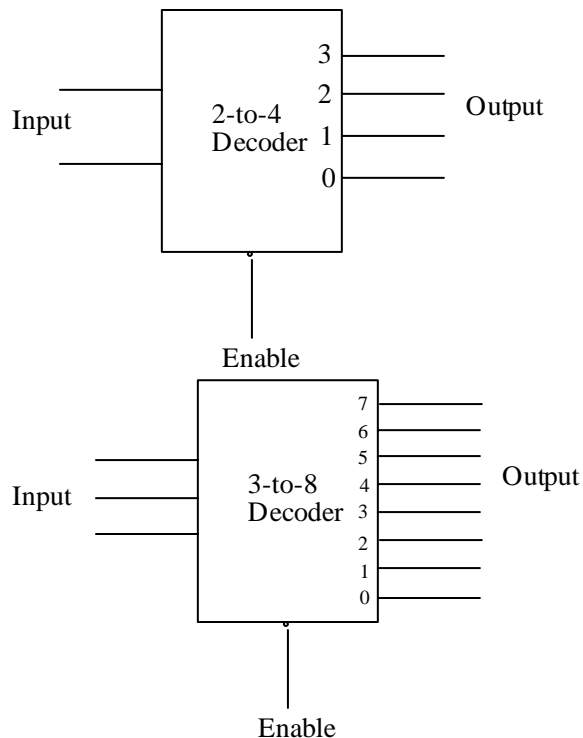 3
2
Input
2-to-4
Output
Decoder
1
0
Enable
7
6
5
Input
3-to-8
4
Output
Decoder
3
2
1
0
Enable